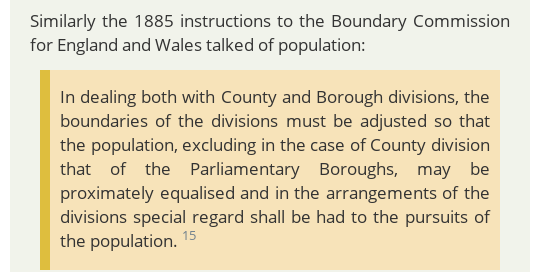 Similarly the 1885 instructions to the Boundary Commission
for England and Wales talked of population:
In dealing both with County and Borough divisions, the
boundaries of the divisions must be adjusted so that
the population, excluding in the case of County division
that of the Parliamentary Boroughs, may be
proximately equalised and in the arrangements of the
divisions special regard shall be had to the pursuits of
the population. 15